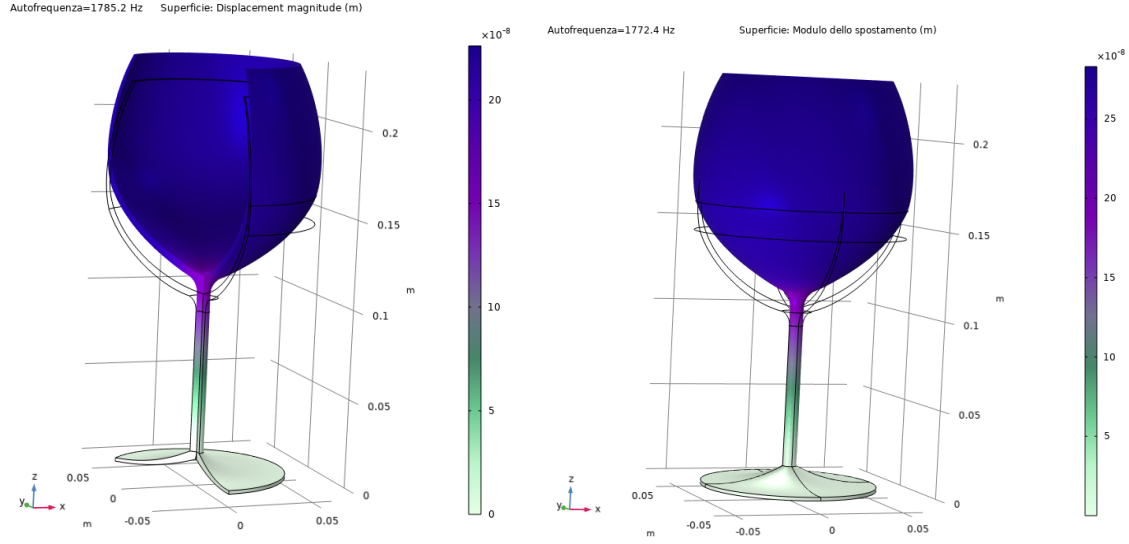 Autofrequenza=1785.2 Hz Superficie: Displacement magnitude (m)
×10⁻⁸
20
15
10
5
0
0.2
0.15
0.1
0.05
0
m
0.05
0
-0.05
m
0
0.05
z
y
x
Autofrequenza=1772.4 Hz Superficie: Modulo dello spostamento (m)
×10⁻⁸
25
20
15
10
5
0.2
0.15
0.1
0.05
0
m
0.05
-0.05
m
-0.05
0
0.05
z
y
x